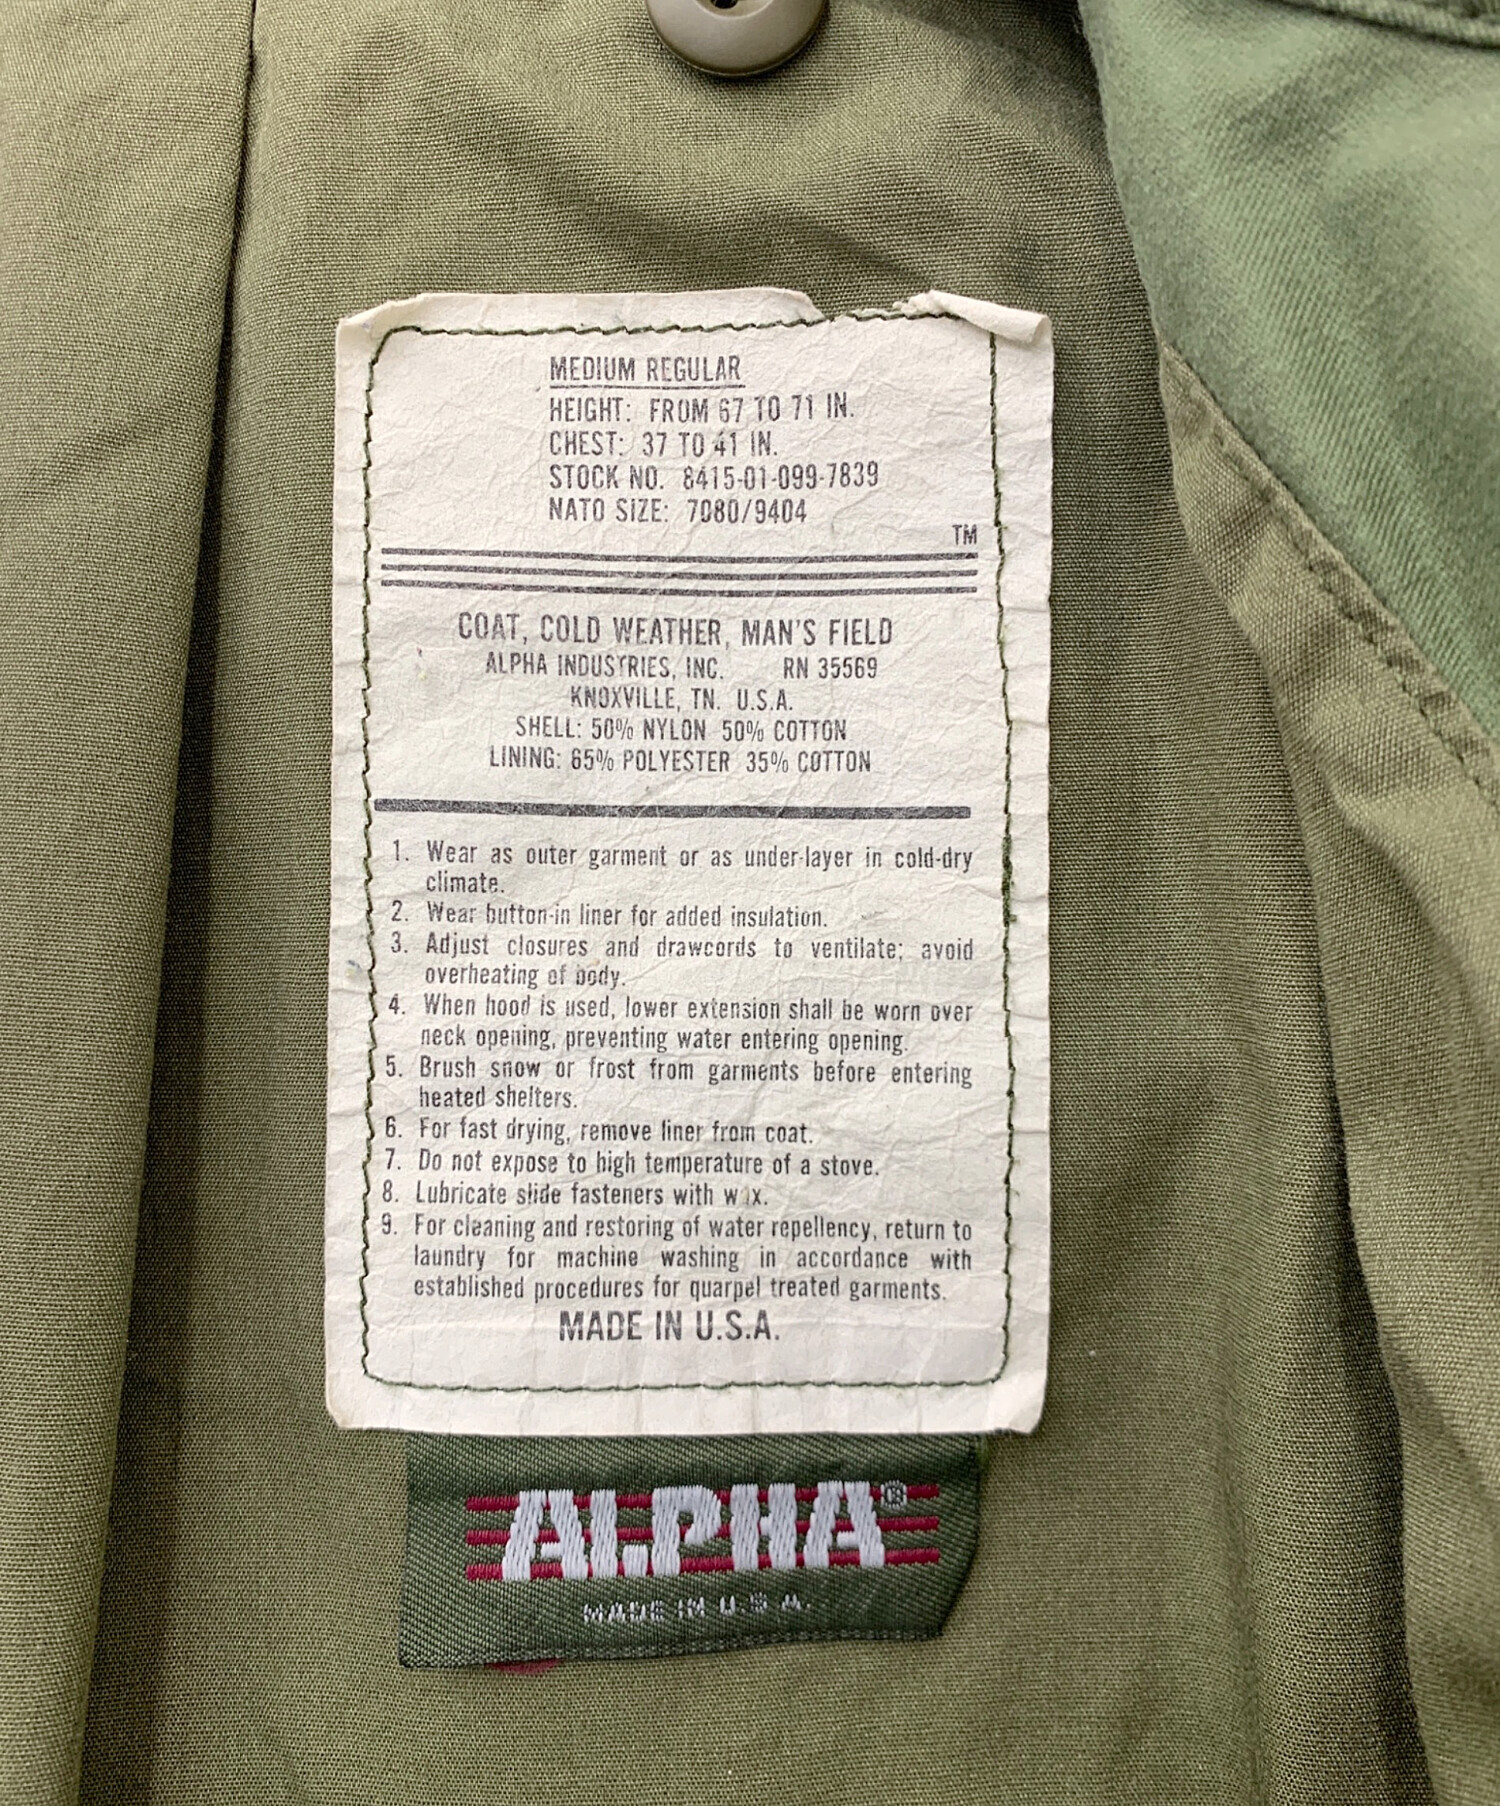 MEDIUM REGULAR
HEIGHT: FROM 67 TO 71 IN.
CHEST: 37 TO 41 IN.
STOCK NO. 8415-01-099-7839
NATO SIZE: 7080/9404
TM
COAT, COLD WEATHER, MAN'S FIELD
ALPHA INDUSTRIES, INC. RN 35569
KNOXVILLE, TN. U.S.A.
SHELL: 50% NYLON 50% COTTON
LINING: 65% POLYESTER 35% COTTON
1. Wear as outer garment or as under-layer in cold-dry
climate.
2. Wear button-in liner for added insulation.
3. Adjust closures and drawcords to ventilate; avoid
overheating of body.
4. When hood is used, lower extension shall be worn over
neck opening, preventing water entering opening.
5. Brush snow or frost from garments before entering
heated shelters.
6. For fast drying, remove liner from coat.
7. Do not expose to high temperature of a stove.
8. Lubricate slide fasteners with wax.
9. For cleaning and restoring of water repellency, return to
laundry for machine washing in accordance with
established procedures for quarpel treated garments.
MADE IN U.S.A.
ALPHA®
MADE IN U.S.A.